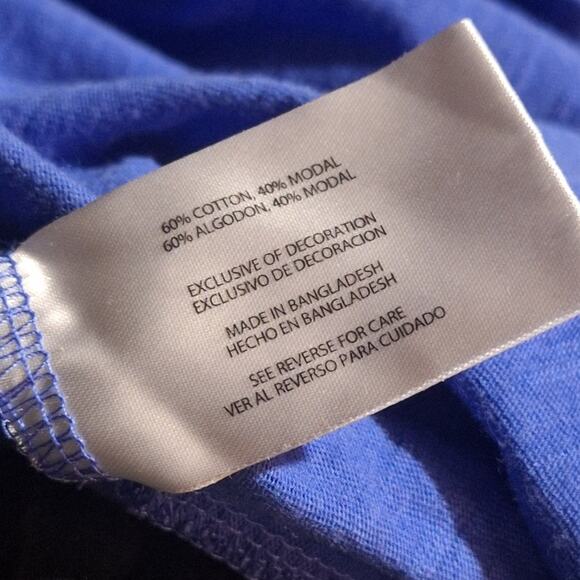 60% COTTON, 40% MODAL
60% ALGODON, 40% MODAL
EXCLUSIVE OF DECORATION
EXCLUSIVO DE DECORACION
MADE IN BANGLADESH
HECHO EN BANGLADESH
SEE REVERSE FOR CARE
VER AL REVERSO PARA CUIDADO